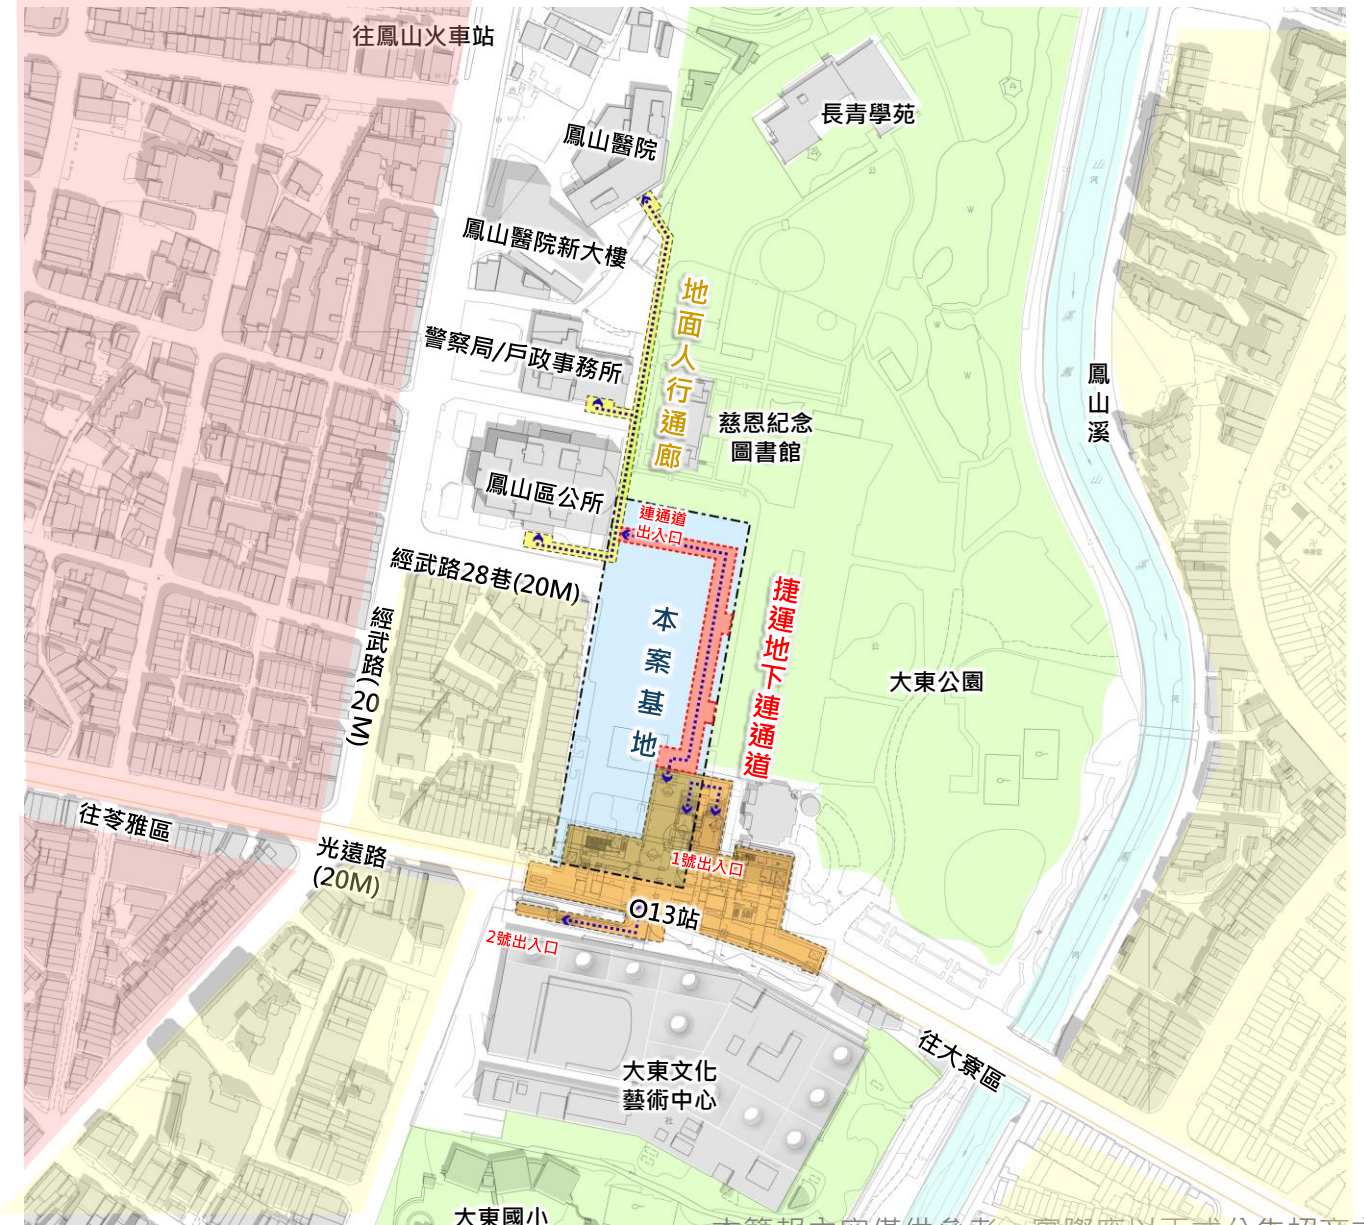 往鳳山火車站
長青學苑
鳳山醫院
鳳山醫院新大樓
地面人行通廊
警察局/戶政事務所
鳳山溪
慈恩紀念
圖書館
鳳山區公所
連通道
出入口
經武路28巷(20M)
捷運地下連通道
經武路(20M)
本案基地
大東公園
往苓雅區
光遠路
(20M)
1號出入口
O13站
2號出入口
往大寮區
大東文化
藝術中心
大東國小